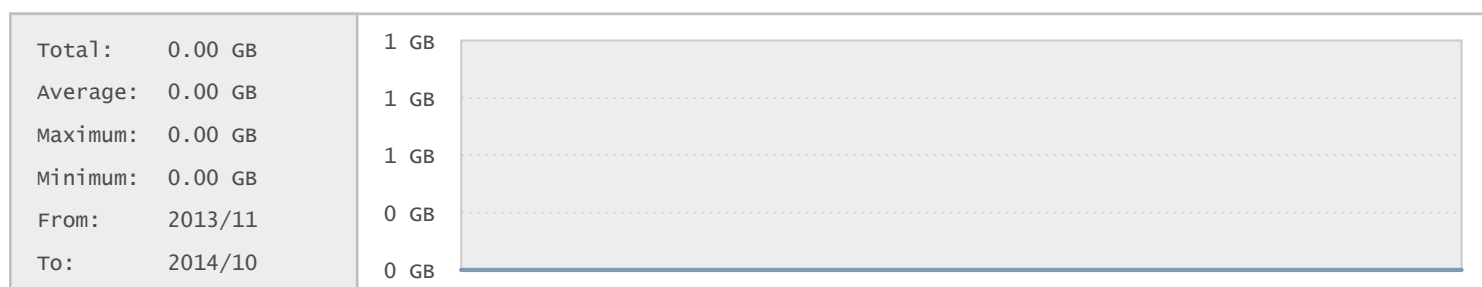 Total: 0.00 GB
Average: 0.00 GB
Maximum: 0.00 GB
Minimum: 0.00 GB
From: 2013/11
To: 2014/10
1 GB
1 GB
1 GB
0 GB
0 GB